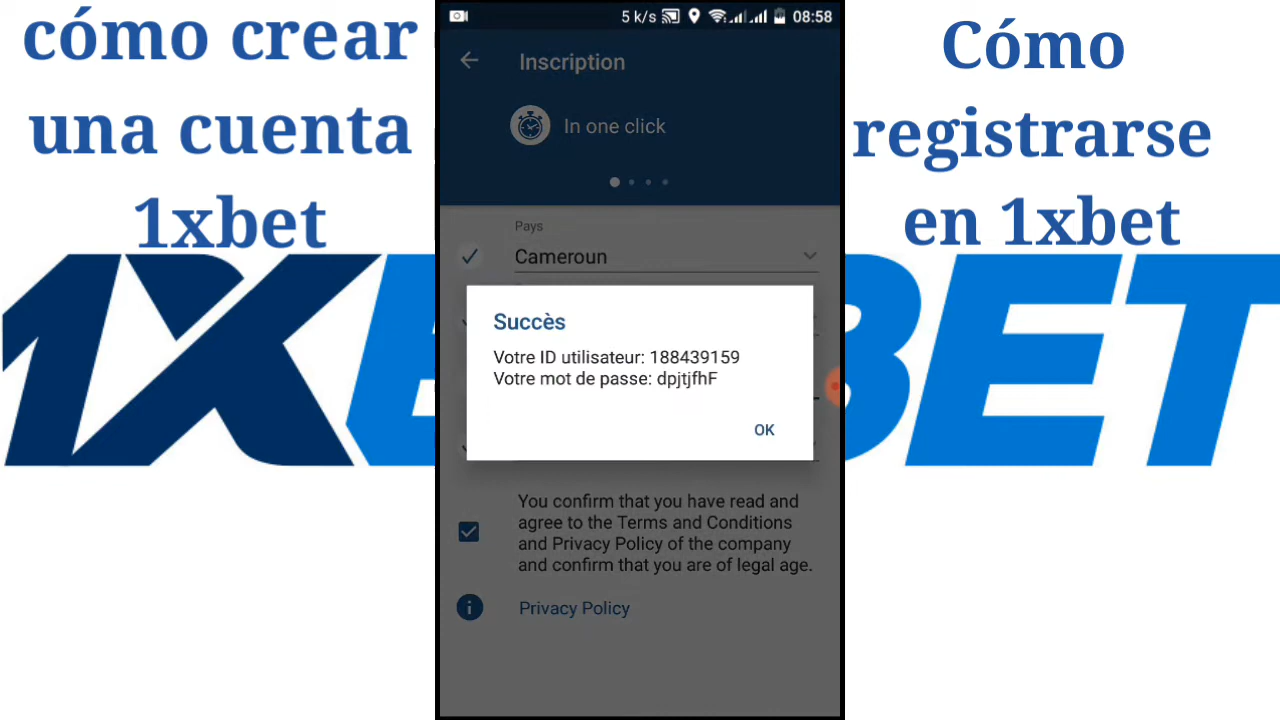 cómo crear
una cuenta
1xbet
5 k/s
08:58
Inscription
In one click
Pays
Cameroun
Succès
Votre ID utilisateur: 188439159
Votre mot de passe: dpjtjfhF
OK
You confirm that you have read and
agree to the Terms and Conditions
and Privacy Policy of the company
and confirm that you are of legal age.
Privacy Policy
Cómo
registrarse
en 1xbet
1XB
BET